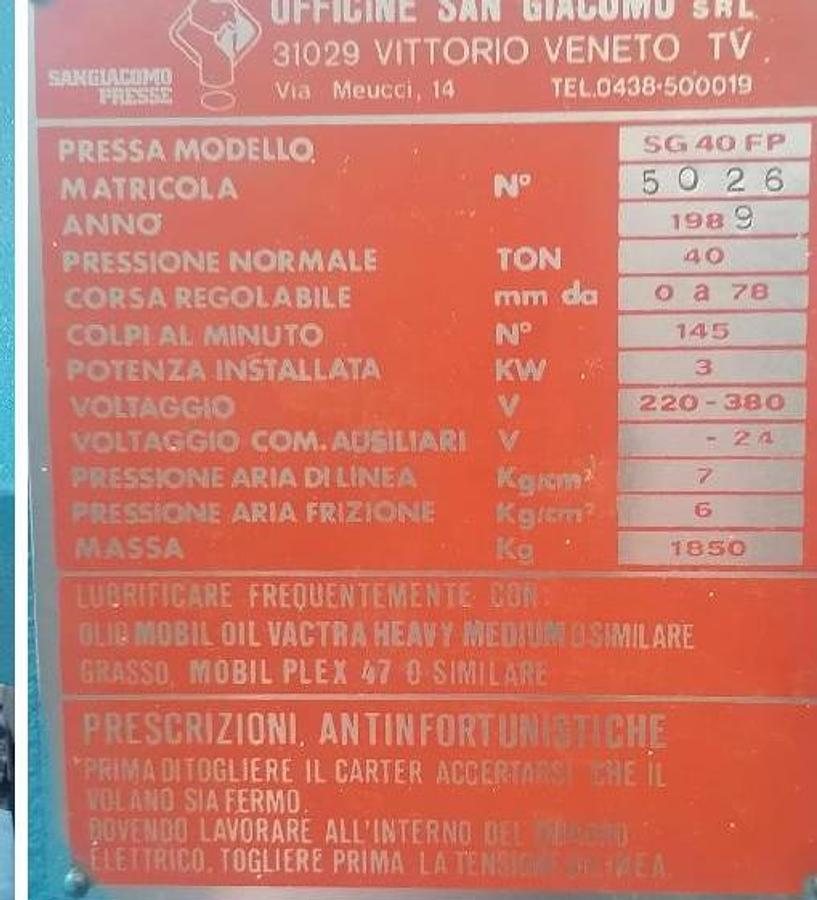 OFFICINE SAN GIACOMO SRL
31029 VITTORIO VENETO TV.
SANGIACOMO
PRESSE
Via Meucci, 14 TEL.0438-500019
PRESSA MODELLO SG 40 FP
MATRICOLA N° 5026
ANNO 1989
PRESSIONE NORMALE TON 40
CORSA REGOLABILE mm da 0 a 78
COLPI AL MINUTO N° 145
POTENZA INSTALLATA KW 3
VOLTAGGIO V 220-380
VOLTAGGIO COM. AUSILIARI V - 24
PRESSIONE ARIA DI LINEA Kg/cm² 7
PRESSIONE ARIA FRIZIONE Kg/cm² 6
MASSA Kg 1850
LUBRIFICARE FREQUENTEMENTE CON:
OLIO MOBIL OIL VACTRA HEAVY MEDIUM O SIMILARE
GRASSO, MOBIL PLEX 47 O SIMILARE
PRESCRIZIONI, ANTINFORTUNISTICHE
PRIMA DI TOGLIERE IL CARTER ACCERTARSI CHE IL
VOLANO SIA FERMO.
DOVENDO LAVORARE ALL'INTERNO DEL QUADRO
ELETTRICO, TOGLIERE PRIMA LA TENSIONE DI LINEA